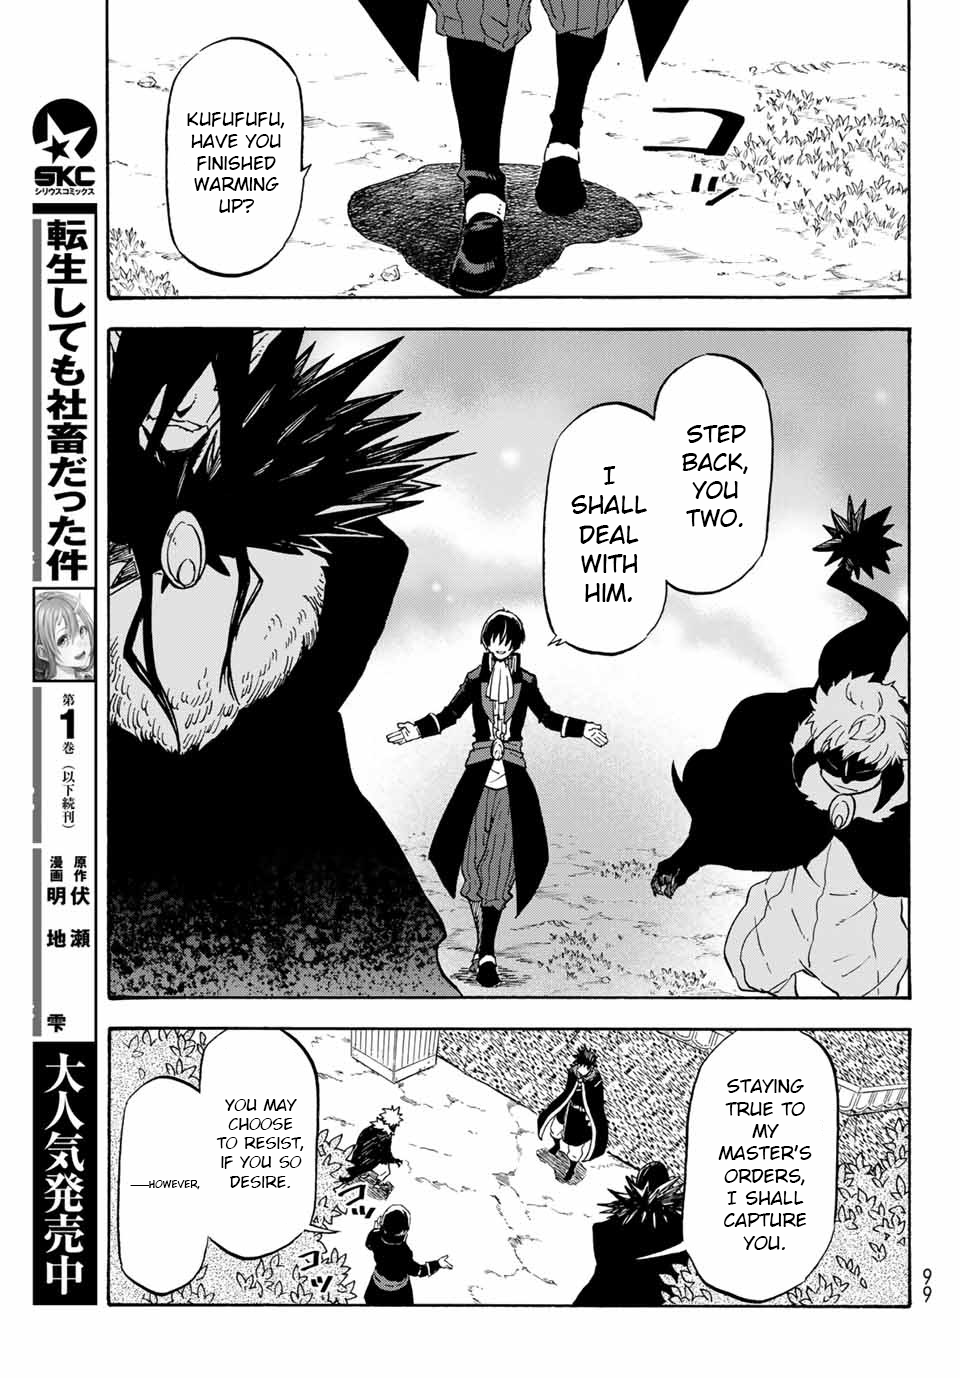 KUFUFUFU,
HAVE YOU
FINISHED
WARMING
UP?
コ
ツ
STEP
BACK,
YOU
TWO.
I
SHALL
DEAL
WITH
HIM.
STAYING
TRUE TO
MY
MASTER'S
ORDERS,
I SHALL
CAPTURE
YOU.
YOU MAY
CHOOSE
TO RESIST,
IF YOU SO
DESIRE.
—HOWEVER,
コツ
コツ
99
SKC
シリウスコミックス
転生しても社畜だった件
第1巻(以下続刊)
原作 伏瀬
漫画 明地 雫
大人気発売中